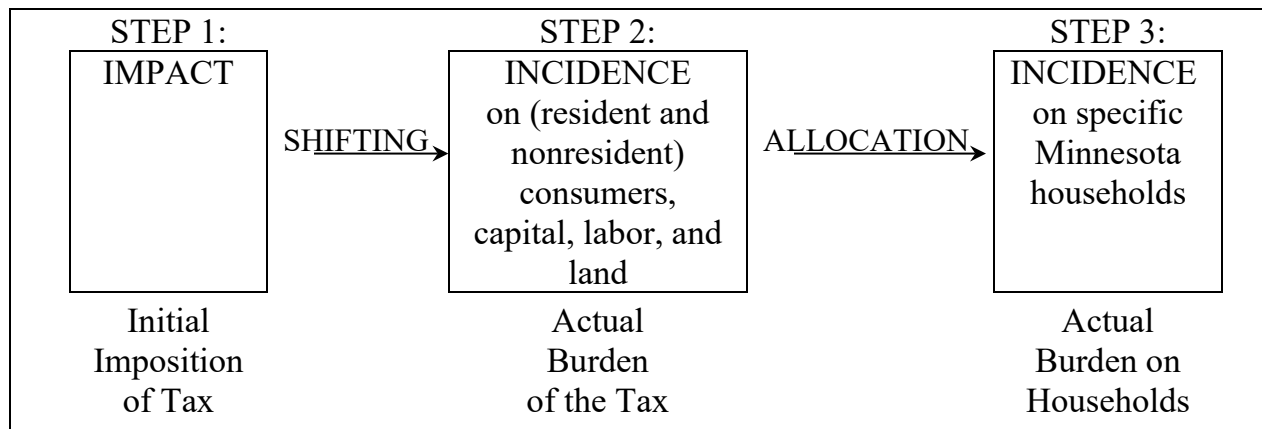 STEP 1:
IMPACT
Initial
Imposition
of Tax
SHIFTING
STEP 2:
INCIDENCE
on (resident and
nonresident)
consumers,
capital, labor, and
land
Actual
Burden
of the Tax
ALLOCATION
STEP 3:
INCIDENCE
on specific
Minnesota
households
Actual
Burden on
Households